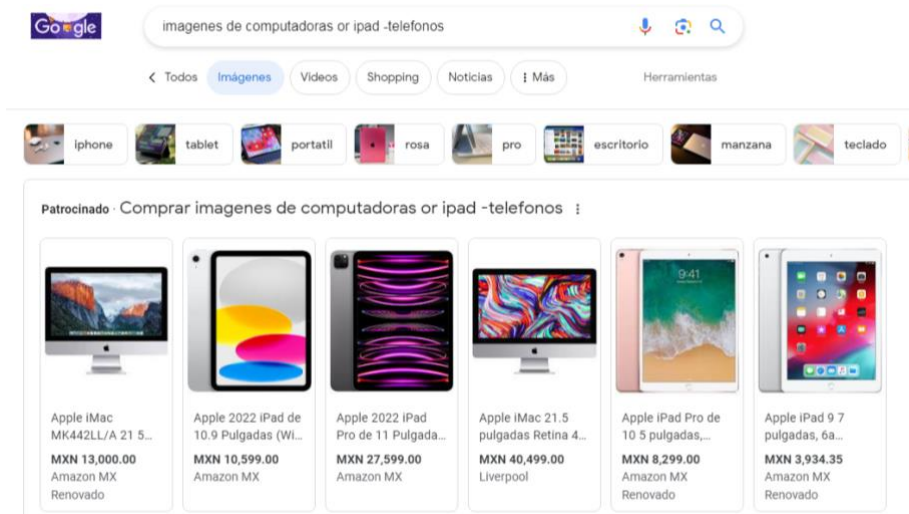 Google
imagenes de computadoras or ipad -telefonos
Todos Imágenes Videos Shopping Noticias Más Herramientas
iphone tablet portatil rosa pro escritorio manzana teclado
Patrocinado · Comprar imagenes de computadoras or ipad -telefonos
Apple iMac
MK442LL/A 21 5...
MXN 13,000.00
Amazon MX
Renovado
Apple 2022 iPad de
10.9 Pulgadas (Wi...
MXN 10,599.00
Amazon MX
Apple 2022 iPad
Pro de 11 Pulgada...
MXN 27,599.00
Amazon MX
Apple iMac 21.5
pulgadas Retina 4...
MXN 40,499.00
Liverpool
9:41
Apple iPad Pro de
10 5 pulgadas,...
MXN 8,299.00
Amazon MX
Renovado
Apple iPad 9 7
pulgadas, 6a...
MXN 3,934.35
Amazon MX
Renovado